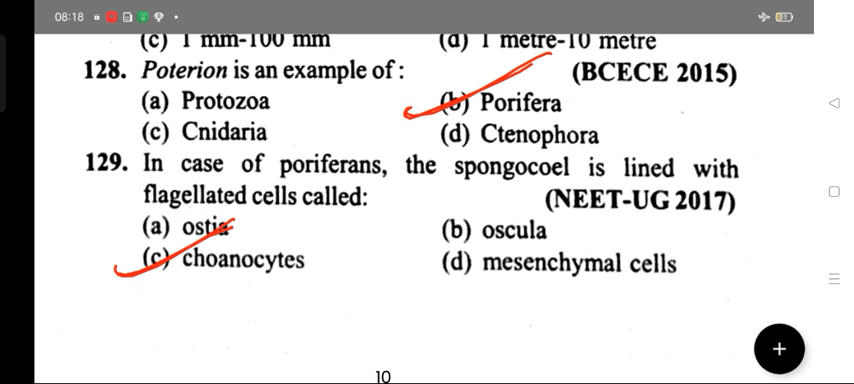 08:18
(c) 1 mm-100 mm (d) 1 metre-10 metre
128. Poterion is an example of : (BCECE 2015)
(a) Protozoa (b) Porifera
(c) Cnidaria (d) Ctenophora
129. In case of poriferans, the spongocoel is lined with
flagellated cells called: (NEET-UG 2017)
(a) ostia (b) oscula
(c) choanocytes (d) mesenchymal cells
10
+